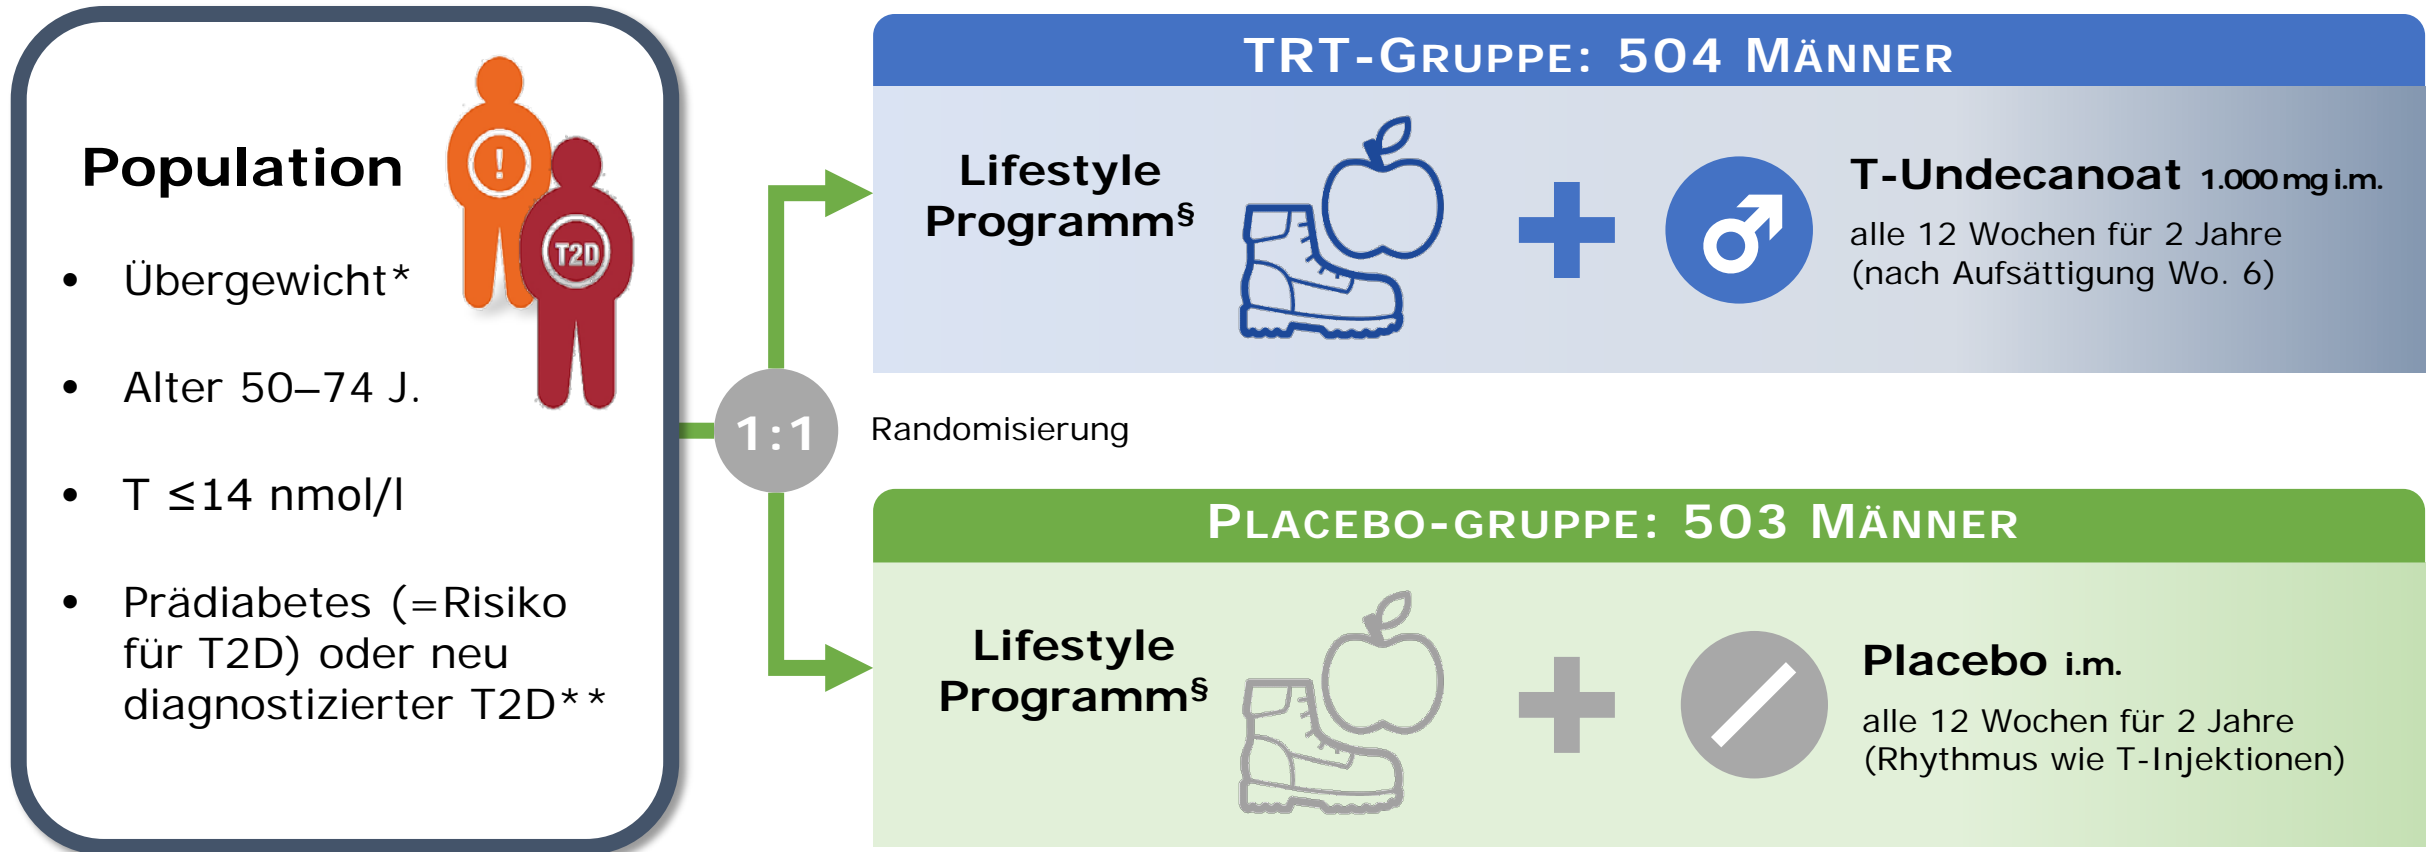 Population
!
T2D
• Übergewicht*
• Alter 50–74 J.
• T ≤14 nmol/l
• Prädiabetes (=Risiko
für T2D) oder neu
diagnostizierter T2D**
1:1
Randomisierung
TRT-GRUPPE: 504 MÄNNER
Lifestyle
Programm§
T-Undecanoat 1.000 mg i.m.
alle 12 Wochen für 2 Jahre
(nach Aufsättigung Wo. 6)
PLACEBO-GRUPPE: 503 MÄNNER
Lifestyle
Programm§
Placebo i.m.
alle 12 Wochen für 2 Jahre
(Rhythmus wie T-Injektionen)